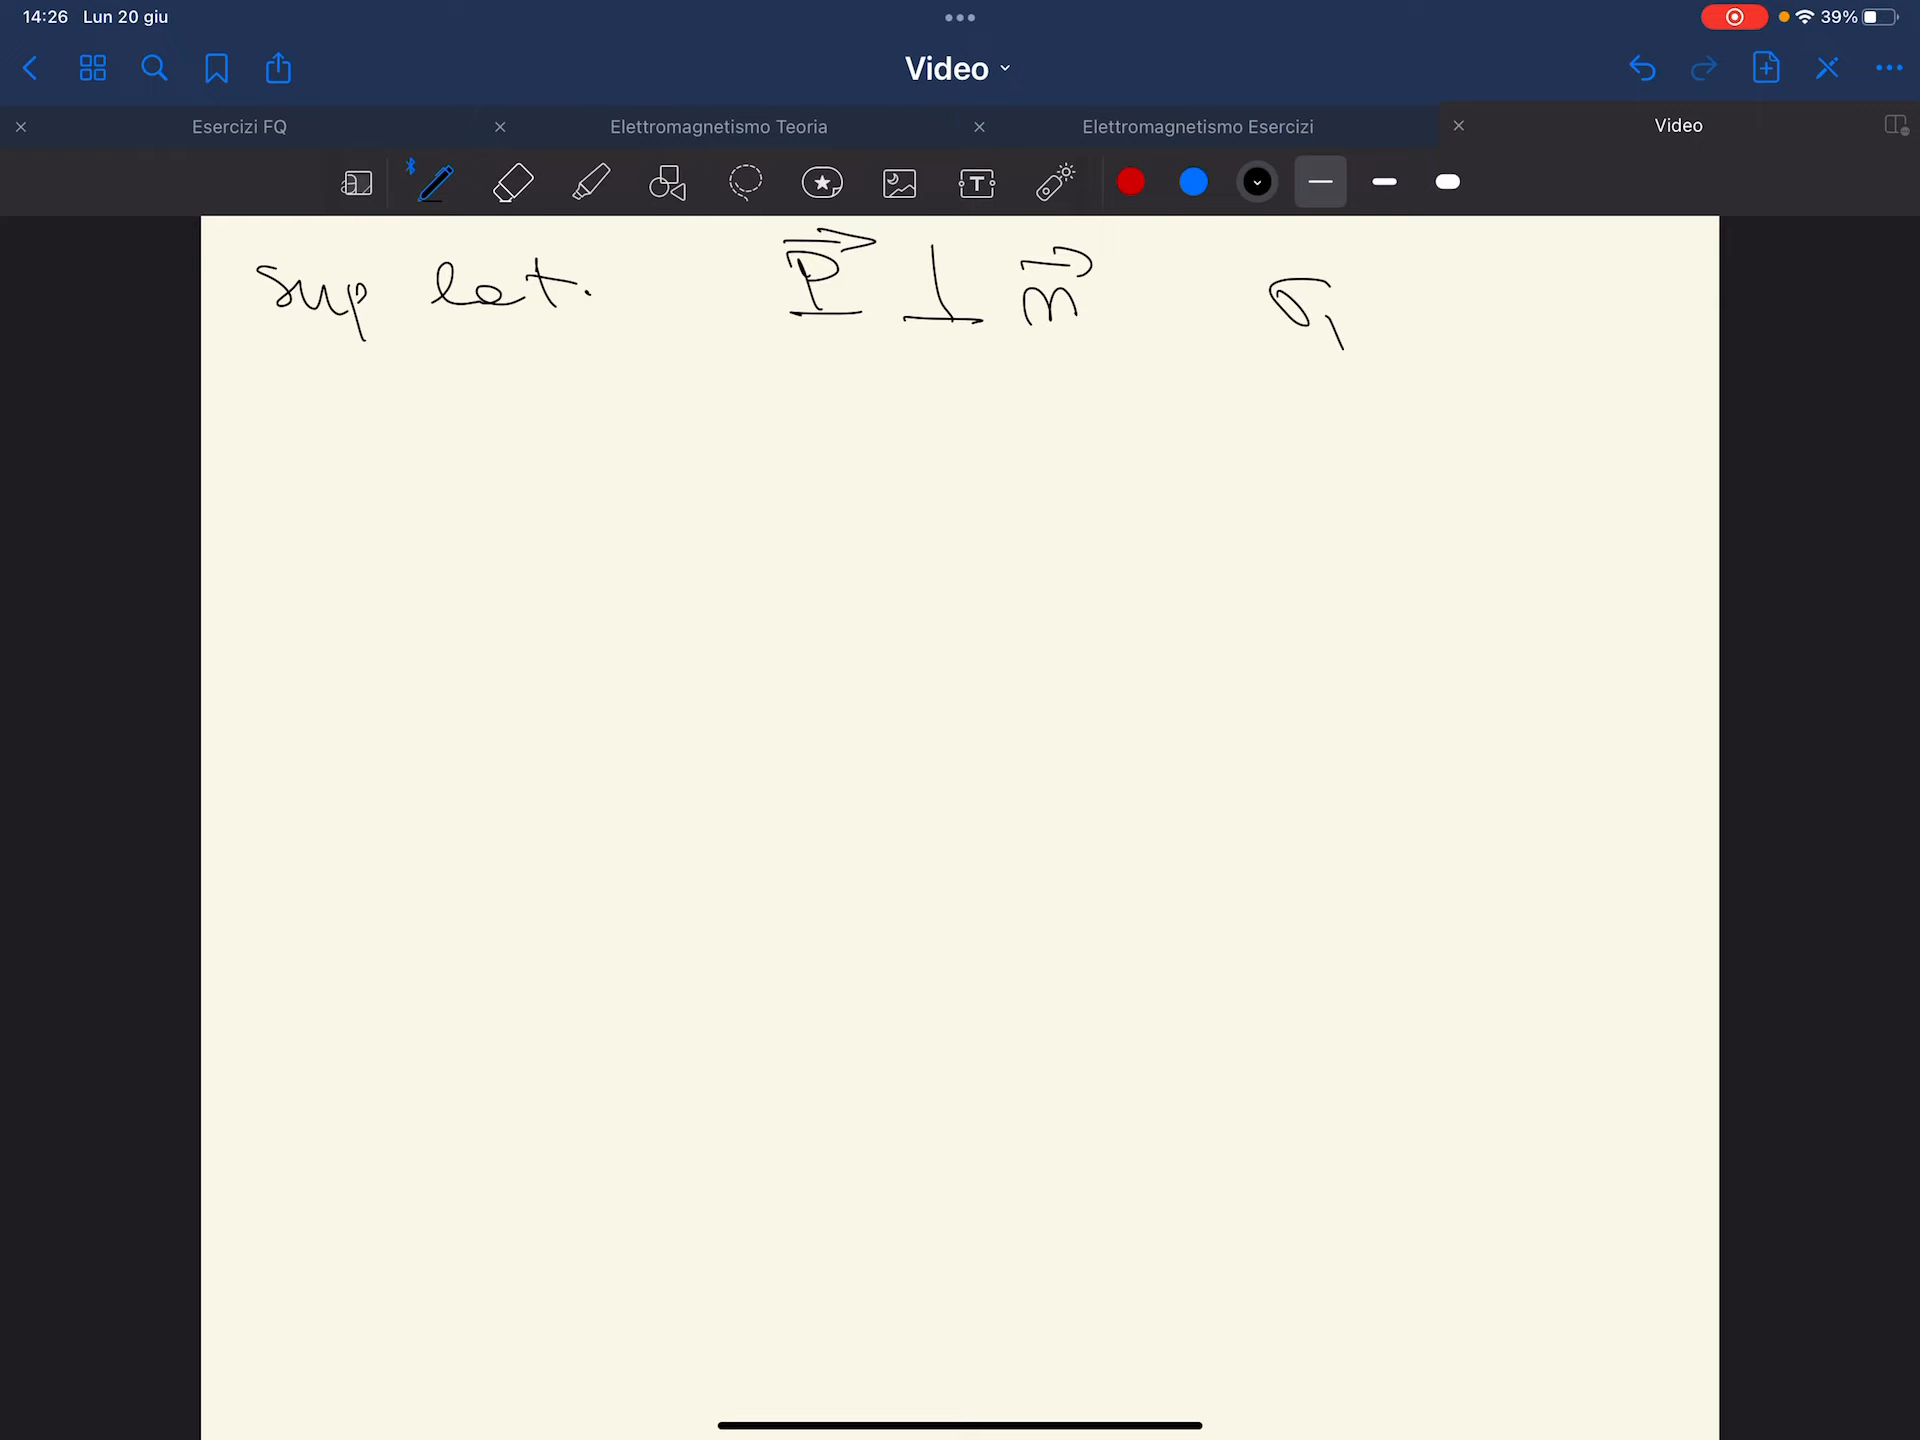 14:26 Lun 20 giu 39%
Video
Esercizi FQ Elettromagnetismo Teoria Elettromagnetismo Esercizi Video
T
sup lat. P ⊥ n σ